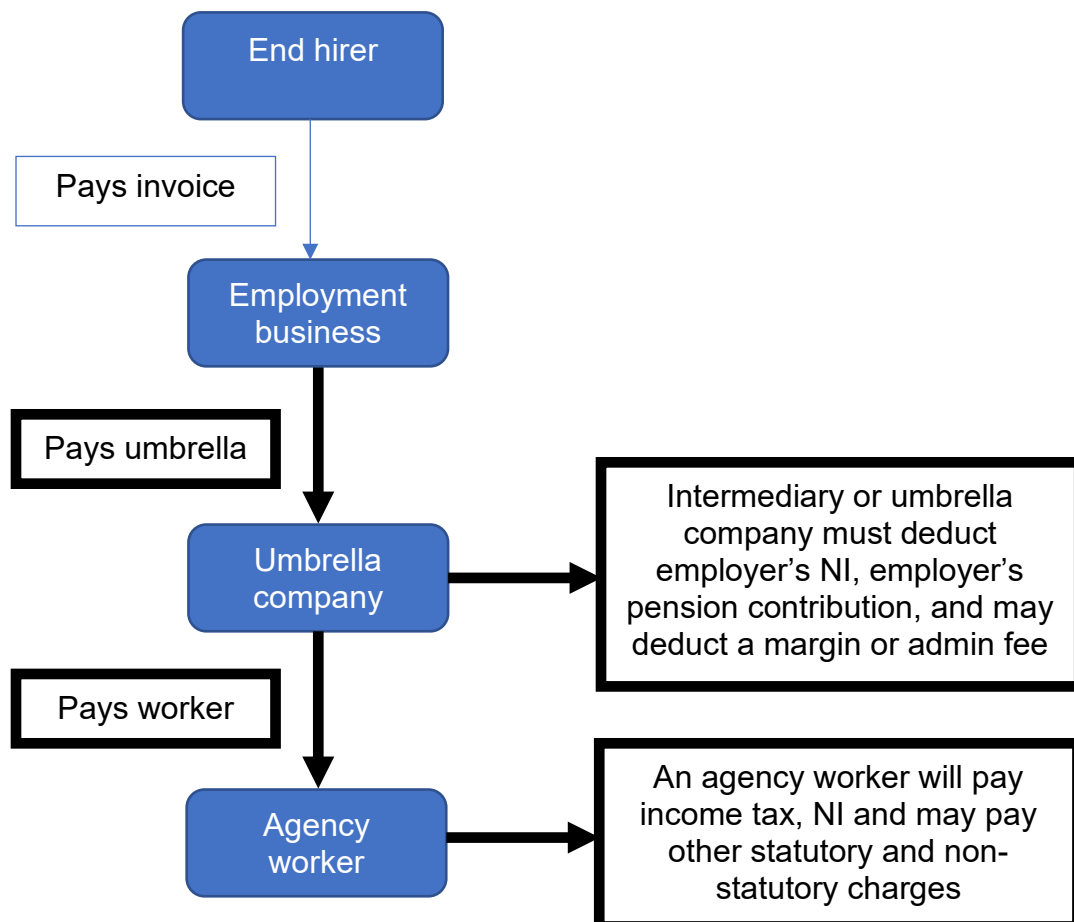 End hirer
Pays invoice
Employment
business
Pays umbrella
Umbrella
company
Intermediary or umbrella
company must deduct
employer’s NI, employer’s
pension contribution, and may
deduct a margin or admin fee
Pays worker
Agency
worker
An agency worker will pay
income tax, NI and may pay
other statutory and non-
statutory charges